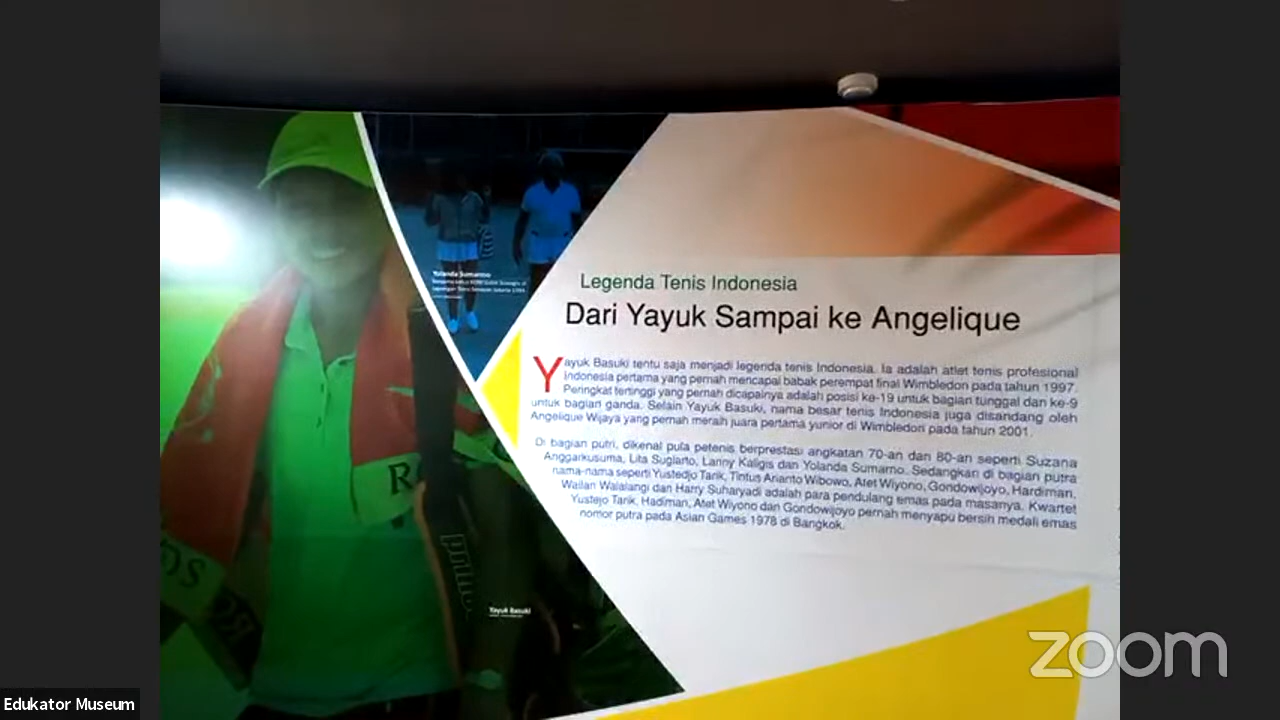 Yolanda Sumarno
Legenda Tenis Indonesia
Dari Yayuk Sampai ke Angelique
Yayuk Basuki tentu saja menjadi legenda tenis Indonesia. Ia adalah atlet tenis profesional
Indonesia pertama yang pernah mencapai babak perempat final Wimbledon pada tahun 1997.
Peringkat tertinggi yang pernah dicapainya adalah posisi ke-19 untuk bagian tunggal dan ke-9
untuk bagian ganda. Selain Yayuk Basuki, nama besar tenis Indonesia juga disandang oleh
Angelique Wijaya yang pernah meraih juara pertama yunior di Wimbledon pada tahun 2001.
Di bagian putri, dikenal pula petenis berprestasi angkatan 70-an dan 80-an seperti Suzana
Anggarkusuma, Lita Sugiarto, Lanny Kaligis dan Yolanda Sumarno. Sedangkan di bagian putra
nama-nama seperti Yustedjo Tarik, Tintus Arianto Wibowo, Atet Wiyono, Gondowijoyo, Hardiman,
Wailan Walalangi dan Harry Suharyadi adalah para pendulang emas pada masanya. Kwartet
Yustejo Tarik, Hadiman, Atet Wiyono dan Gondowijoyo pernah menyapu bersih medali emas
nomor putra pada Asian Games 1978 di Bangkok.
prince
Yayuk Basuki
zoom
Edukator Museum